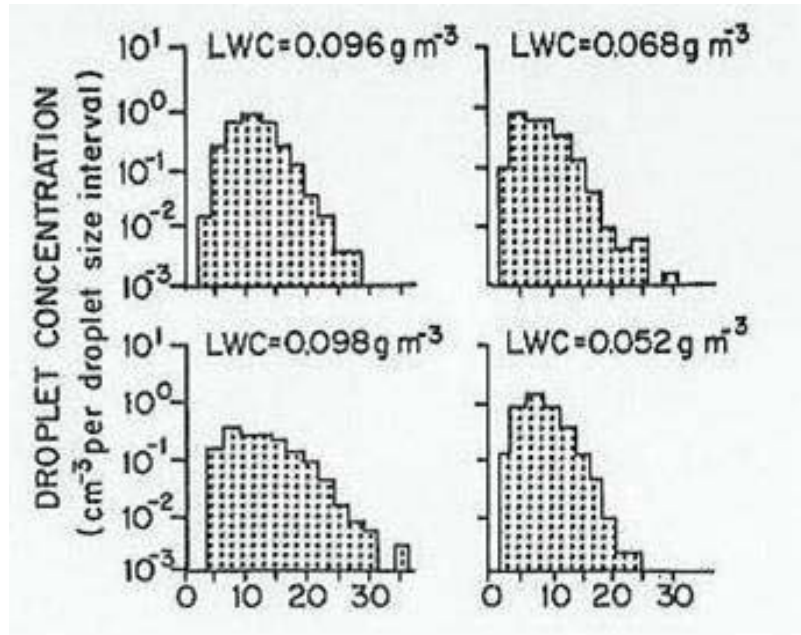 DROPLET CONCENTRATION
(cm⁻³ per droplet size interval)
LWC=0.096 g m⁻³
10¹
10⁰
10⁻¹
10⁻²
10⁻³
LWC=0.068 g m⁻³
LWC=0.098 g m⁻³
10¹
10⁰
10⁻¹
10⁻²
10⁻³
0 10 20 30
LWC=0.052 g m⁻³
0 10 20 30